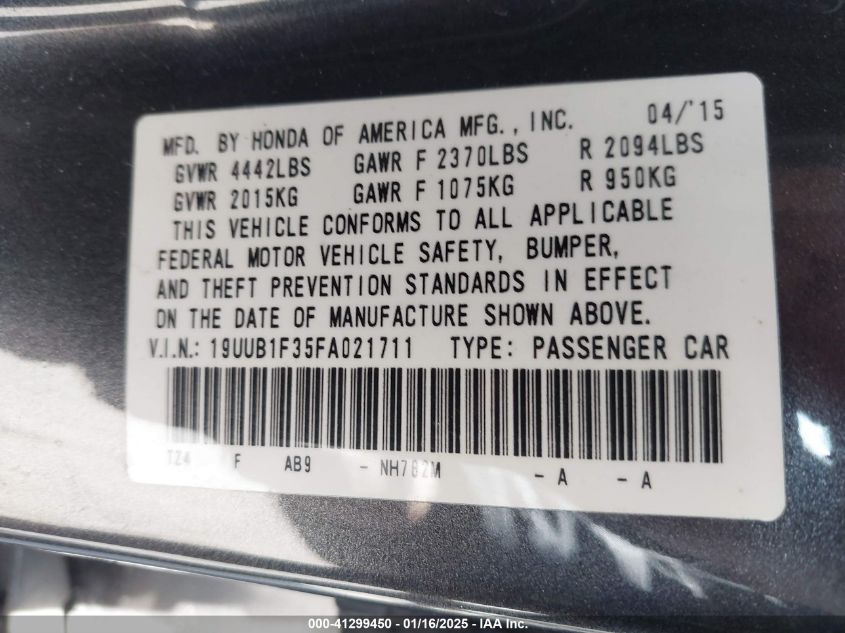 MFD. BY HONDA OF AMERICA MFG., INC. 04/'15
GVWR 4442LBS GAWR F 2370LBS R 2094LBS
GVWR 2015KG GAWR F 1075KG R 950KG
THIS VEHICLE CONFORMS TO ALL APPLICABLE
FEDERAL MOTOR VEHICLE SAFETY, BUMPER,
AND THEFT PREVENTION STANDARDS IN EFFECT
ON THE DATE OF MANUFACTURE SHOWN ABOVE.
V.I.N.: 19UUB1F35FA021711 TYPE: PASSENGER CAR
TZ4 F AB9 - NH782M - A - A
000-41299450 - 01/16/2025 - IAA Inc.